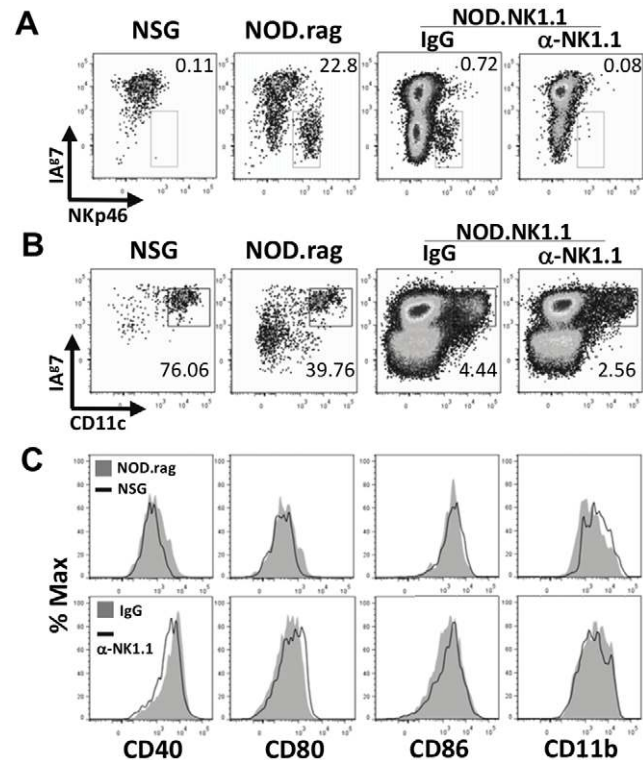 A
NSG
NOD.rag
NOD.NK1.1
IgG
α-NK1.1
0.11
22.8
0.72
0.08
IAg7
NKp46
B
NSG
NOD.rag
NOD.NK1.1
IgG
α-NK1.1
76.06
39.76
4.44
2.56
IAg7
CD11c
C
% Max
NOD.rag
NSG
IgG
α-NK1.1
CD40
CD80
CD86
CD11b